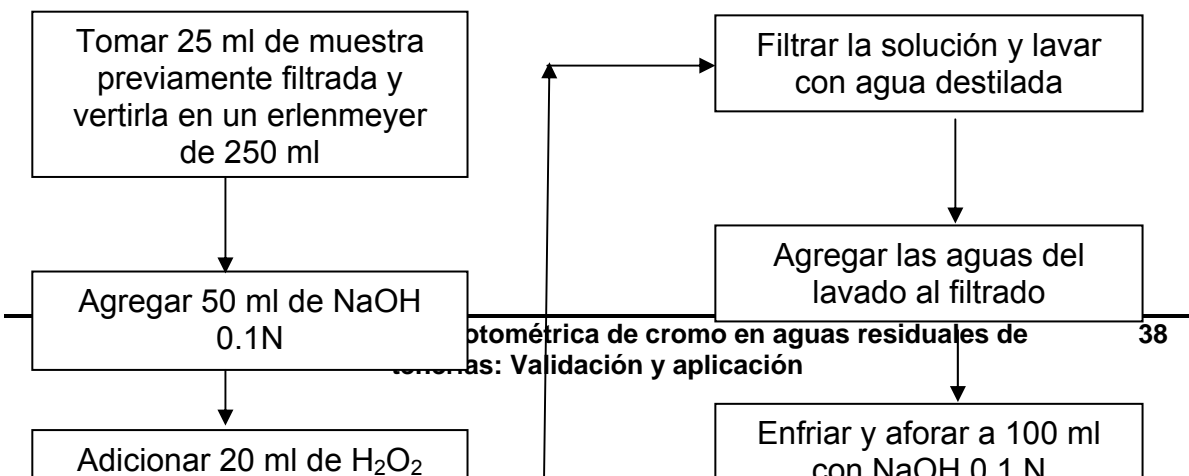 Tomar 25 ml de muestra
previamente filtrada y
vertirla en un erlenmeyer
de 250 ml
Agregar 50 ml de NaOH
0.1N
Adicionar 20 ml de H₂O₂
Filtrar la solución y lavar
con agua destilada
Agregar las aguas del
lavado al filtrado
Enfriar y aforar a 100 ml
con NaOH 0.1 N
de cromo en aguas residuales de 38
Validación y aplicación